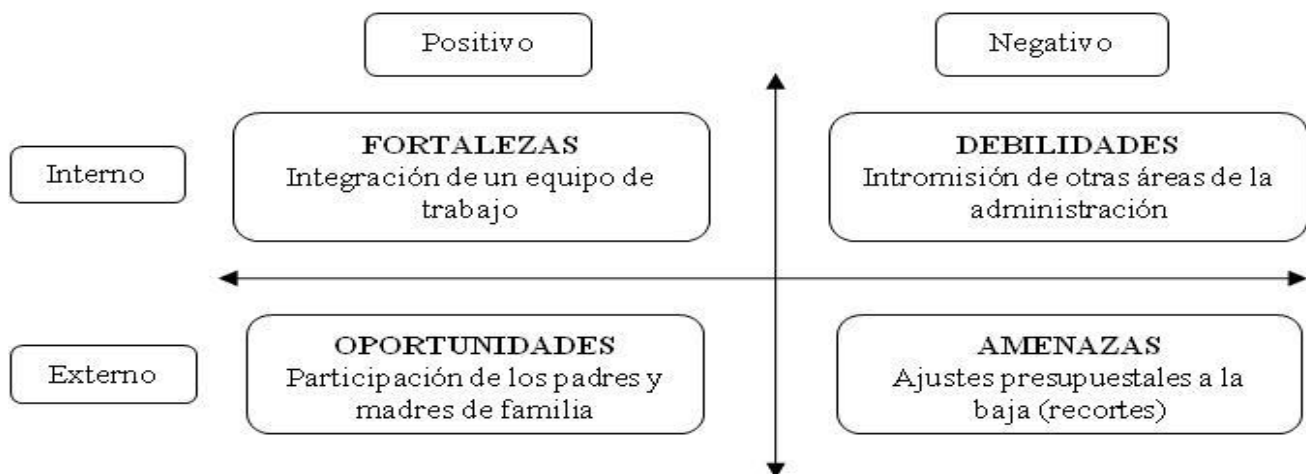 Positivo
Negativo
Interno
FORTALEZAS
Integración de un equipo de
trabajo
DEBILIDADES
Intromisión de otras áreas de la
administración
Externo
OPORTUNIDADES
Participación de los padres y
madres de familia
AMENAZAS
Ajustes presupuestales a la
baja (recortes)